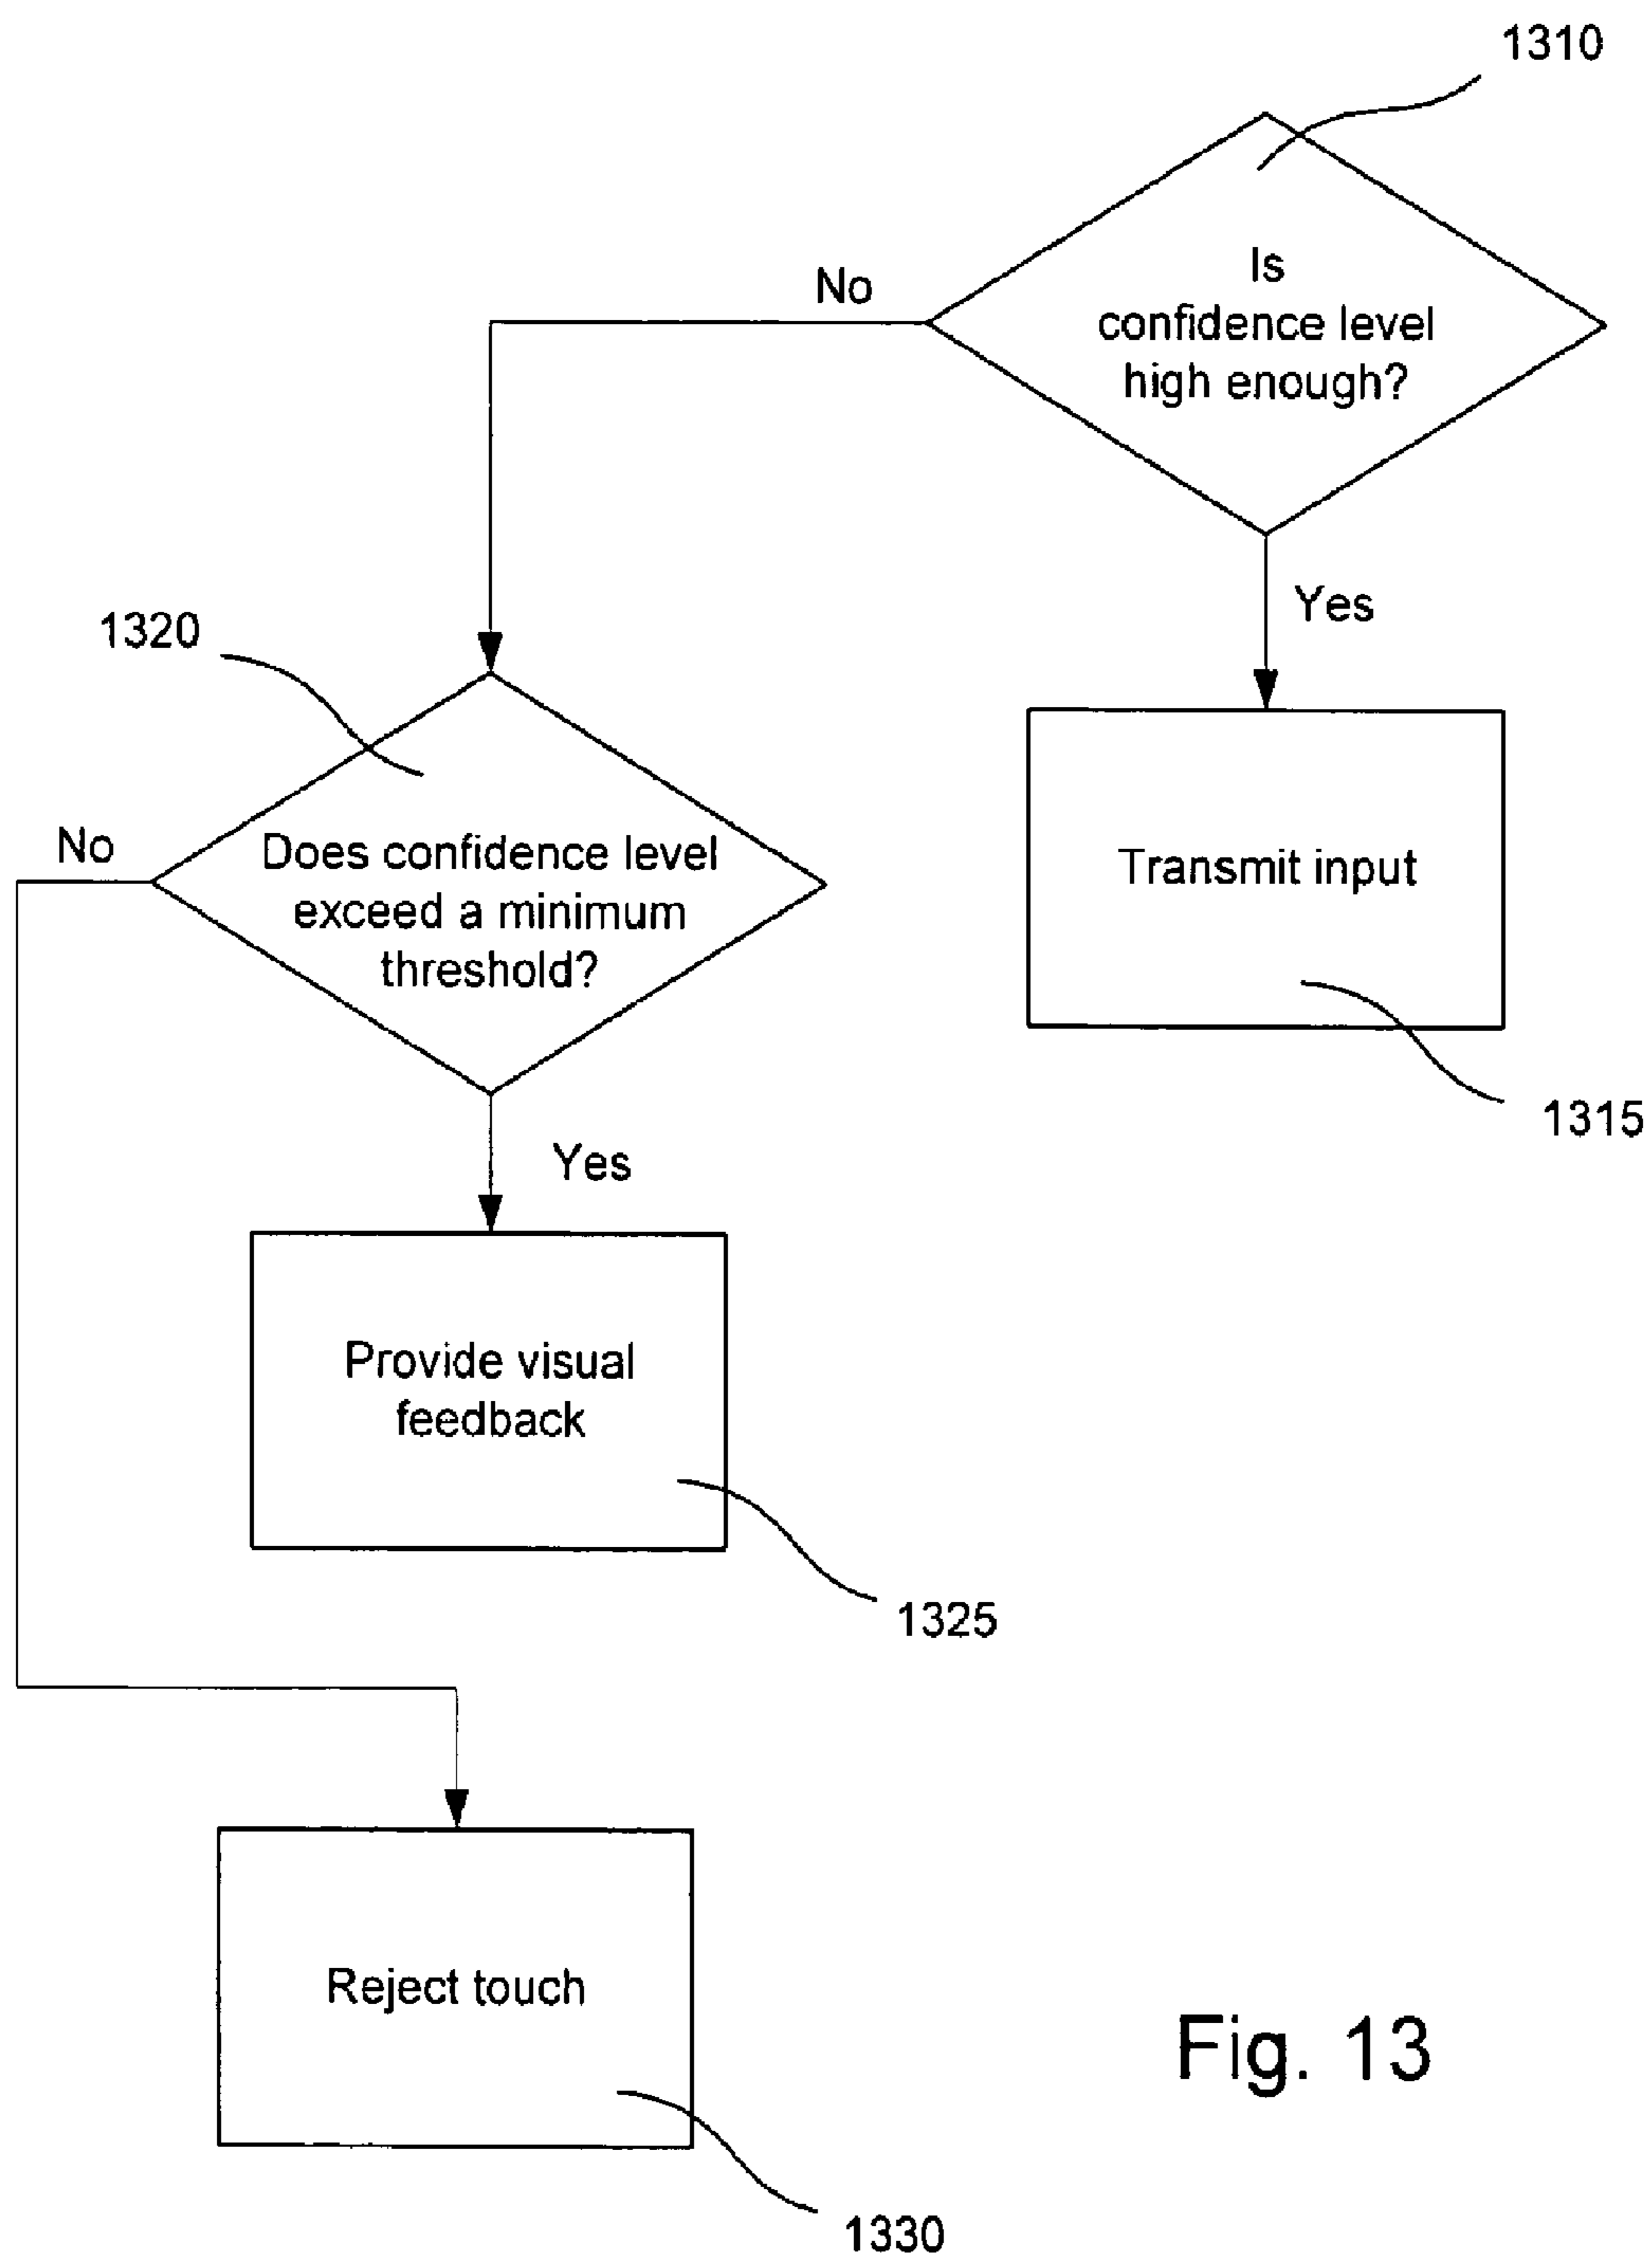 1310
Is
confidence level
high enough?
No
Yes
1320
Does confidence level
exceed a minimum
threshold?
No
Transmit input
1315
Yes
Provide visual
feedback
1325
Reject touch
1330
Fig. 13